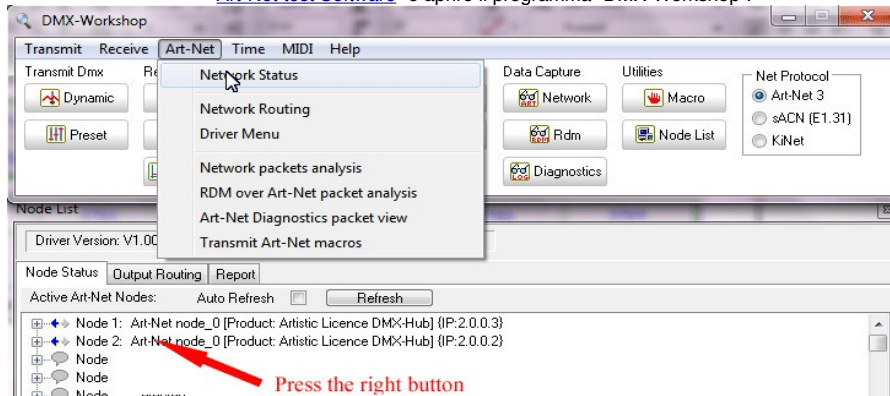 Art-Net test Software" e aprire il programma "DMX-Workshop".
DMX-Workshop
Transmit Receive Art-Net Time MIDI Help
Transmit Dmx Data Capture Utilities Net Protocol
Network Status
Dynamic Network Macro Art-Net 3
Network Routing
sACN (E1.31)
Driver Menu
Preset Rdm Node List KiNet
Network packets analysis
Diagnostics
RDM over Art-Net packet analysis
Art-Net Diagnostics packet view
Transmit Art-Net macros
Node List
Driver Version: V1.00
Node Status Output Routing Report
Active Art-Net Nodes: Auto Refresh Refresh
Node 1: Art-Net node_0 [Product: Artistic Licence DMX-Hub] {IP:2.0.0.3}
Node 2: Art-Net node_0 [Product: Artistic Licence DMX-Hub] {IP:2.0.0.2}
Node
Node
Press the right button
Node